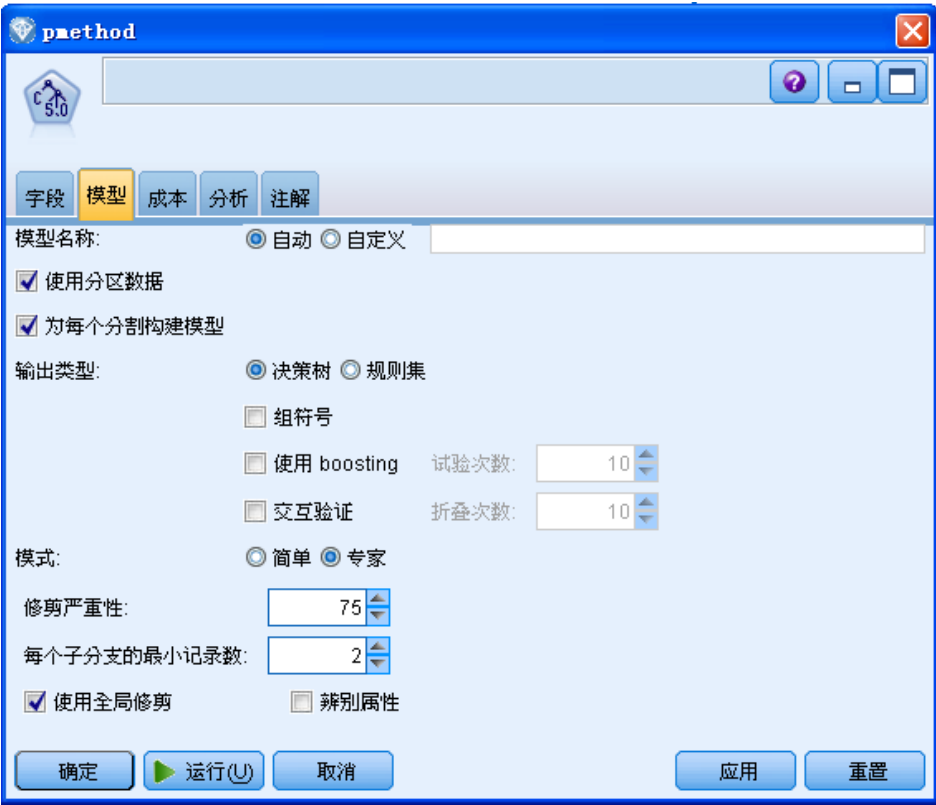 pmethod
C 5.0
字段 模型 成本 分析 注解
模型名称: 自动 自定义
使用分区数据
为每个分割构建模型
输出类型: 决策树 规则集
组符号
使用 boosting 试验次数: 10
交互验证 折叠次数: 10
模式: 简单 专家
修剪严重性: 75
每个子分支的最小记录数: 2
使用全局修剪 辨别属性
确定 运行(U) 取消 应用 重置